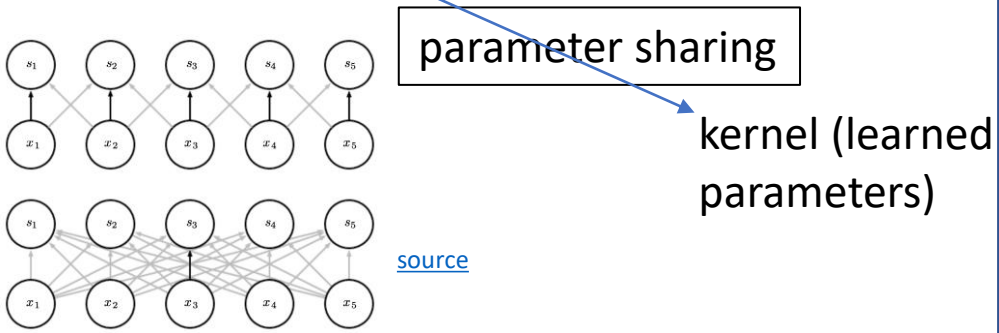 parameter sharing
s1 s2 s3 s4 s5
x1 x2 x3 x4 x5
kernel (learned
parameters)
s1 s2 s3 s4 s5
source
x1 x2 x3 x4 x5